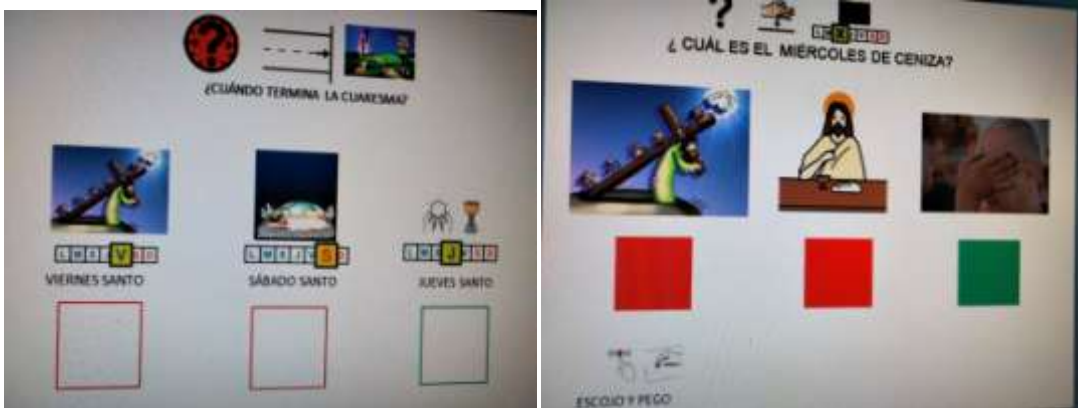 ¿CUÁNDO TERMINA LA CUARESMA?
VIERNES SANTO
SÁBADO SANTO
JUEVES SANTO
¿ CUÁL ES EL MIÉRCOLES DE CENIZA?
ESCOJO Y PEGO